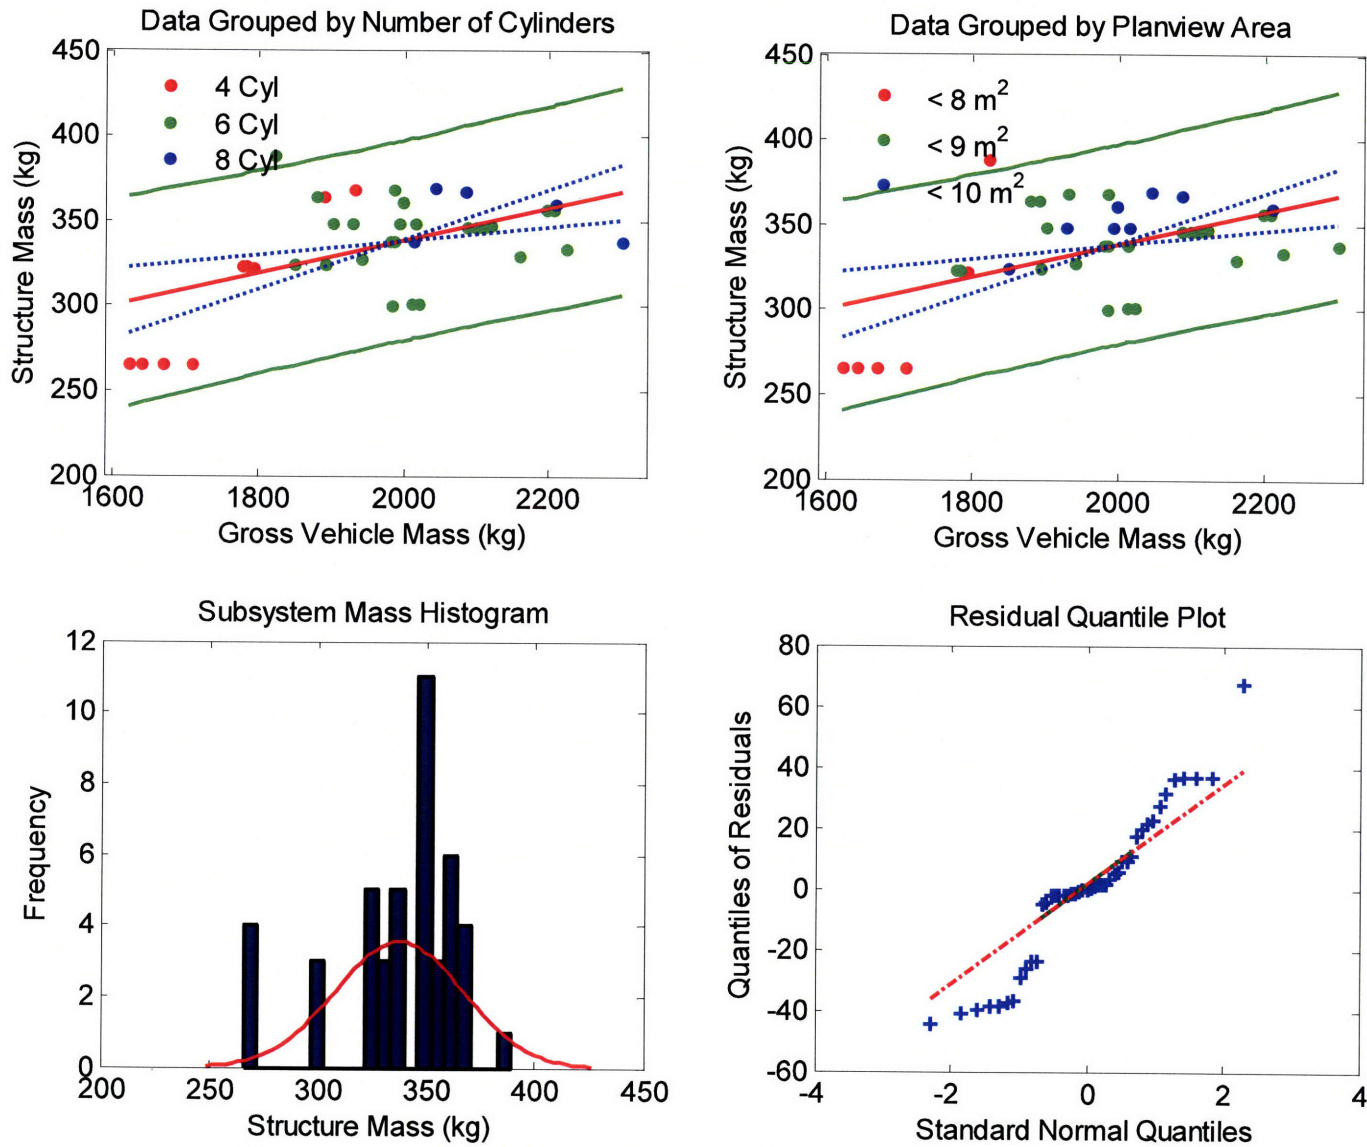 Data Grouped by Number of Cylinders
450
400
350
300
250
200
Structure Mass (kg)
4 Cyl
6 Cyl
8 Cyl
1600 1800 2000 2200
Gross Vehicle Mass (kg)
Data Grouped by Planview Area
450
400
350
300
250
200
Structure Mass (kg)
< 8 m²
< 9 m²
< 10 m²
1600 1800 2000 2200
Gross Vehicle Mass (kg)
Subsystem Mass Histogram
12
10
8
6
4
2
0
Frequency
200 250 300 350 400 450
Structure Mass (kg)
Residual Quantile Plot
80
60
40
20
0
-20
-40
-60
Quantiles of Residuals
-4 -2 0 2 4
Standard Normal Quantiles